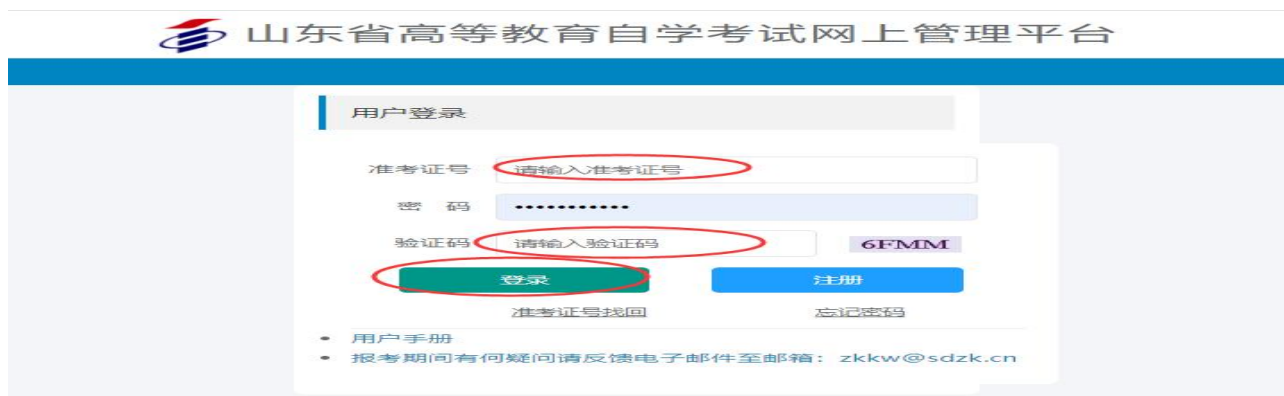 山东省高等教育自学考试网上管理平台
用户登录
准考证号 请输入准考证号
密 码 •••••••••••
验证码 请输入验证码 6FMM
登录 注册
准考证号找回 忘记密码
• 用户手册
• 报考期间有何疑问请反馈电子邮件至邮箱：zkkw@sdzk.cn